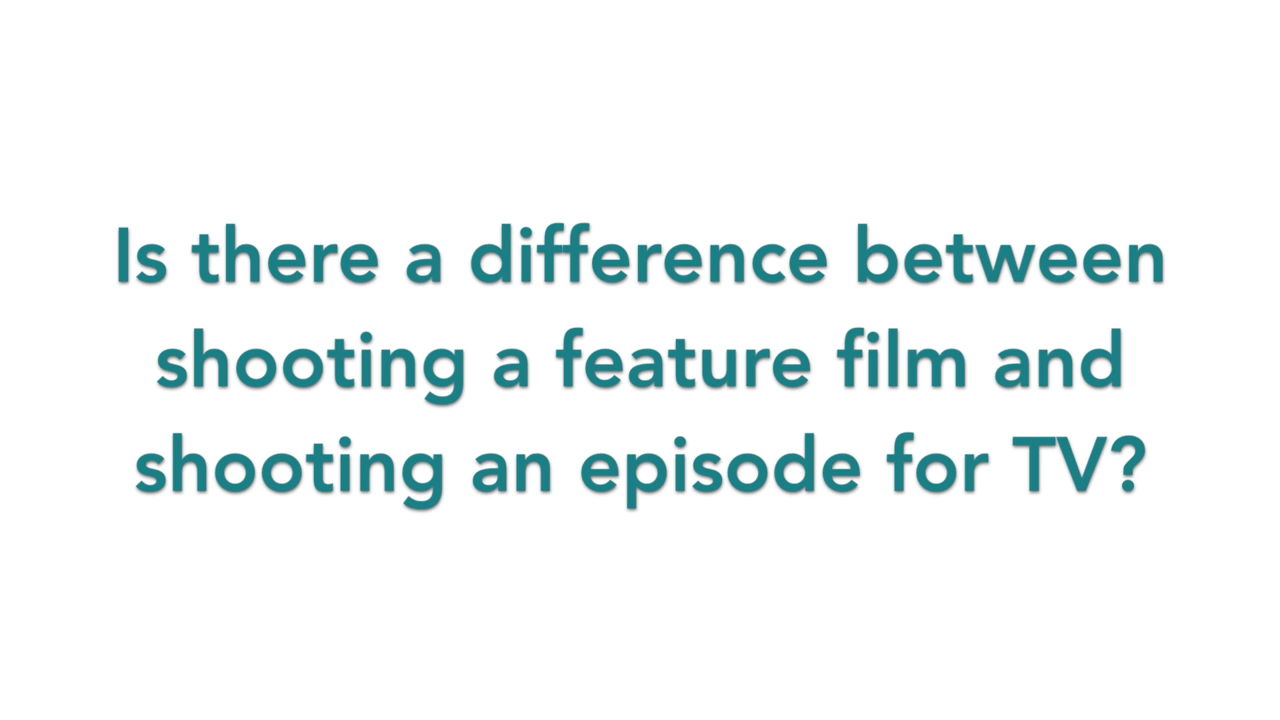 Is there a difference between
shooting a feature film and
shooting an episode for TV?